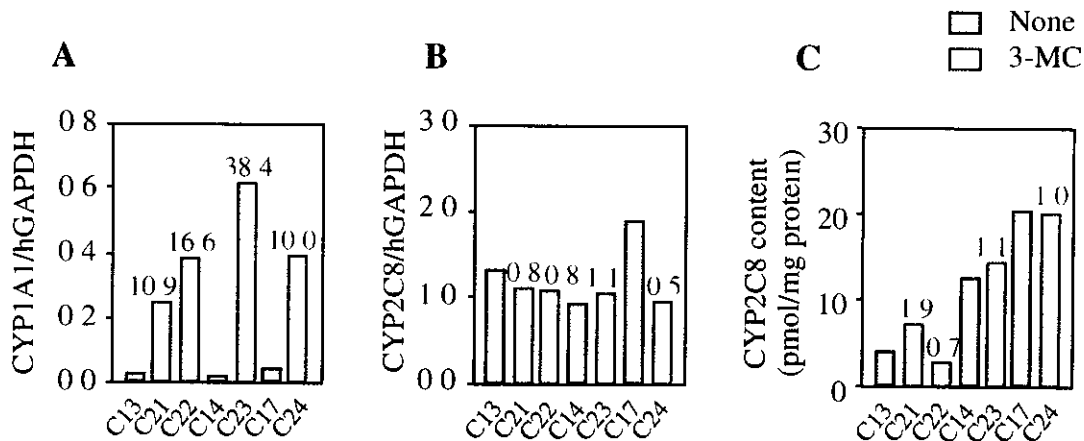 None
3-MC
A
CYP1A1/hGAPDH
0 8
0 6
0 4
0 2
0 0
10 9
16 6
38 4
10 0
C13
C21
C22
C14
C23
C17
C24
B
CYP2C8/hGAPDH
3 0
2 0
1 0
0 0
0 8
0 8
1 1
0 5
C13
C21
C22
C14
C23
C17
C24
C
CYP2C8 content
(pmol/mg protein)
30
20
10
0
1 9
0 7
1 1
1 0
C13
C21
C22
C14
C23
C17
C24